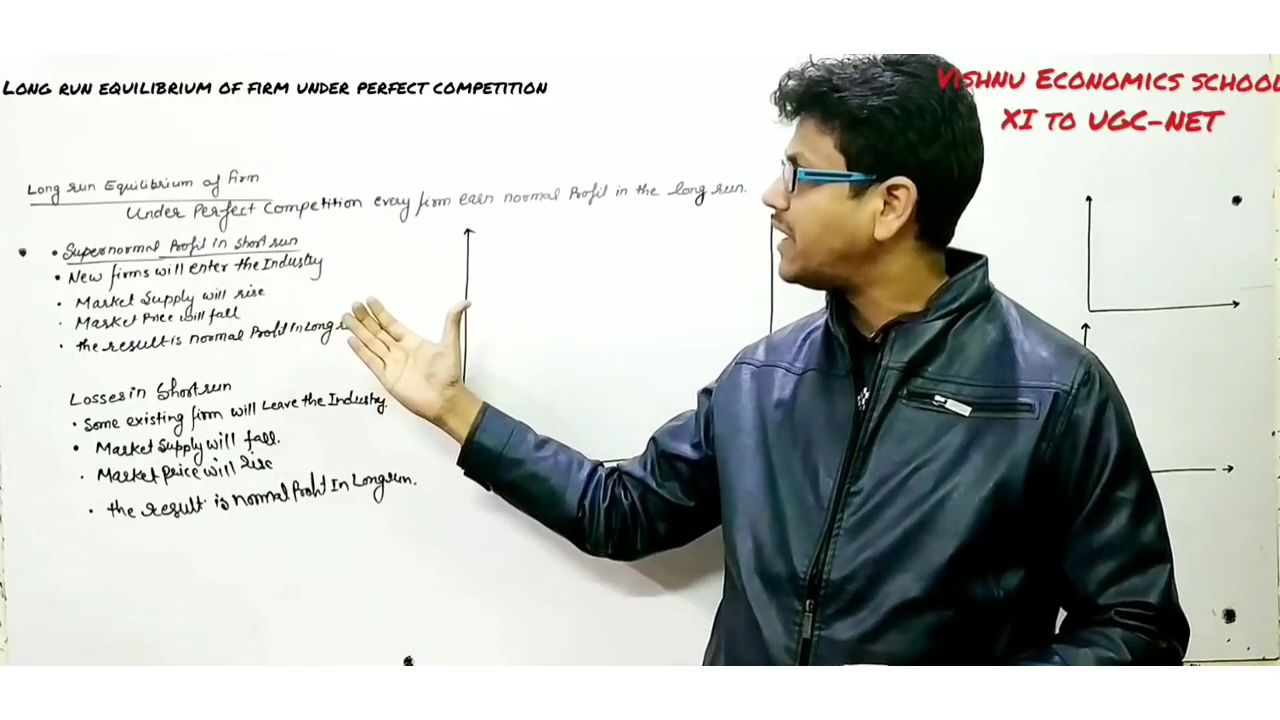 LONG RUN EQUILIBRIUM OF FIRM UNDER PERFECT COMPETITION
VISHNU ECONOMICS SCHOOL
XI TO UGC-NET
Long run Equilibrium of firm
Under Perfect Competition every firm earn normal Profit in the long run.
• Supernormal Profit in short run
• New firms will enter the Industry
• Market Supply will rise
• Market Price will fall
• the result is normal Profit In Long
Losses in Short run
• Some existing firm will Leave the Industry.
• Market Supply will fall.
• Market Price will rise
• the result is normal Profit In Long run.